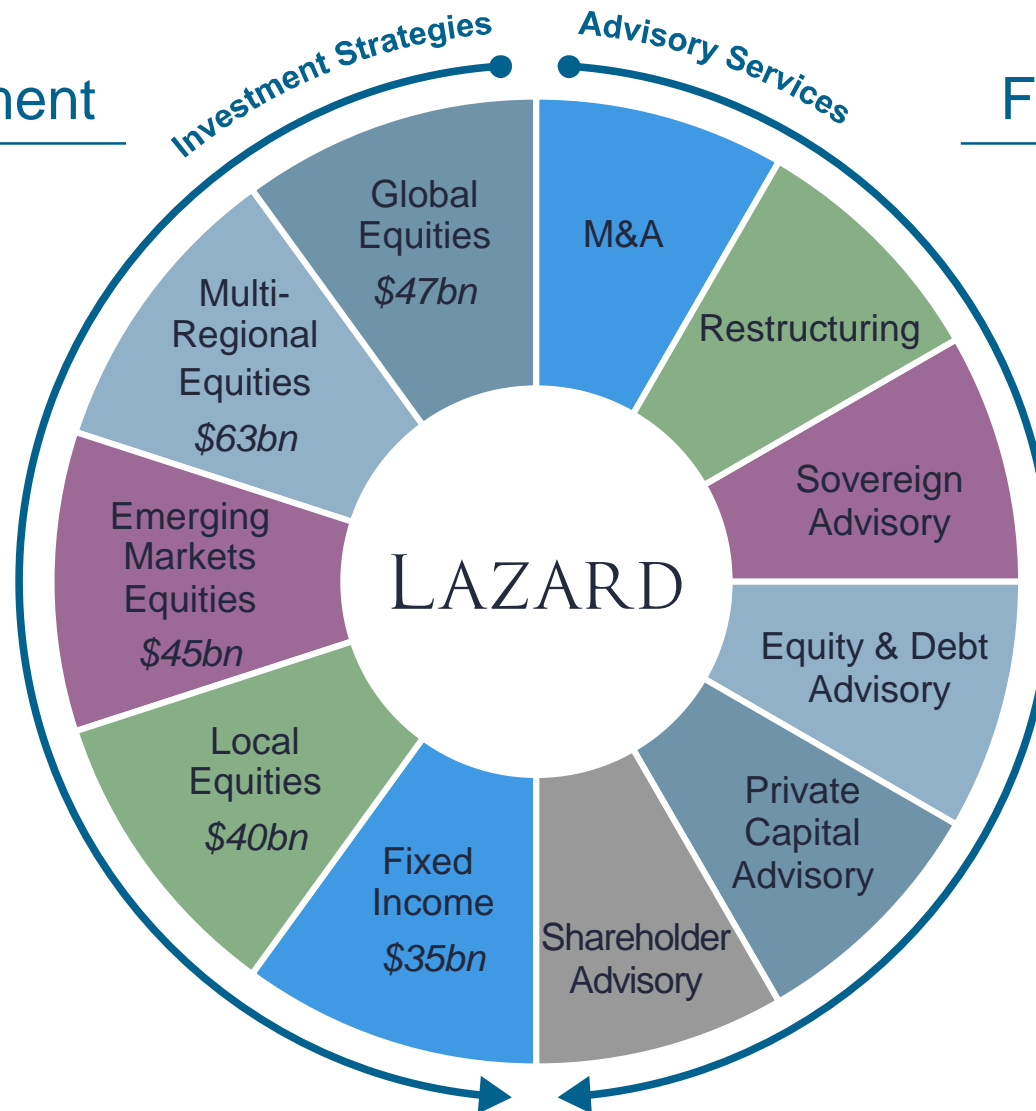 Investment Strategies
Advisory Services
Global
Equities
$47bn
Multi-
Regional
Equities
$63bn
Emerging
Markets
Equities
$45bn
Local
Equities
$40bn
Fixed
Income
$35bn
M&A
Restructuring
Sovereign
Advisory
Equity & Debt
Advisory
Private
Capital
Advisory
Shareholder
Advisory
LAZARD